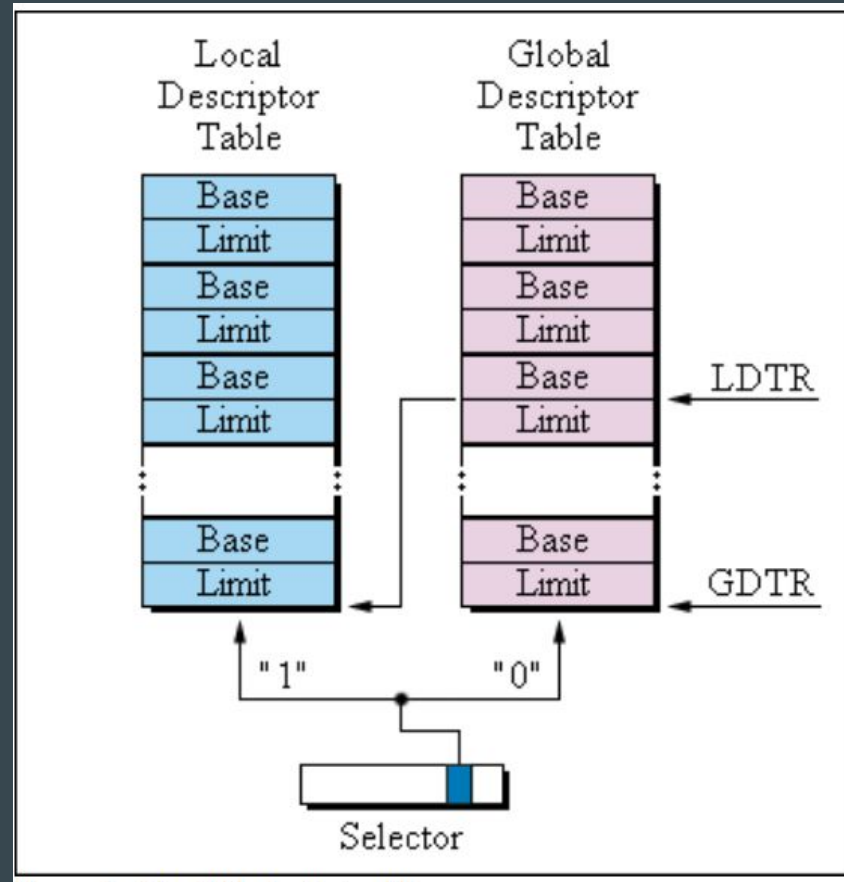 Local
Descriptor
Table
Global
Descriptor
Table
Base
Limit
Base
Limit
Base
Limit
Base
Limit
Base
Limit
Base
Limit
Base
Limit
Base
Limit
LDTR
GDTR
"1"
"0"
Selector